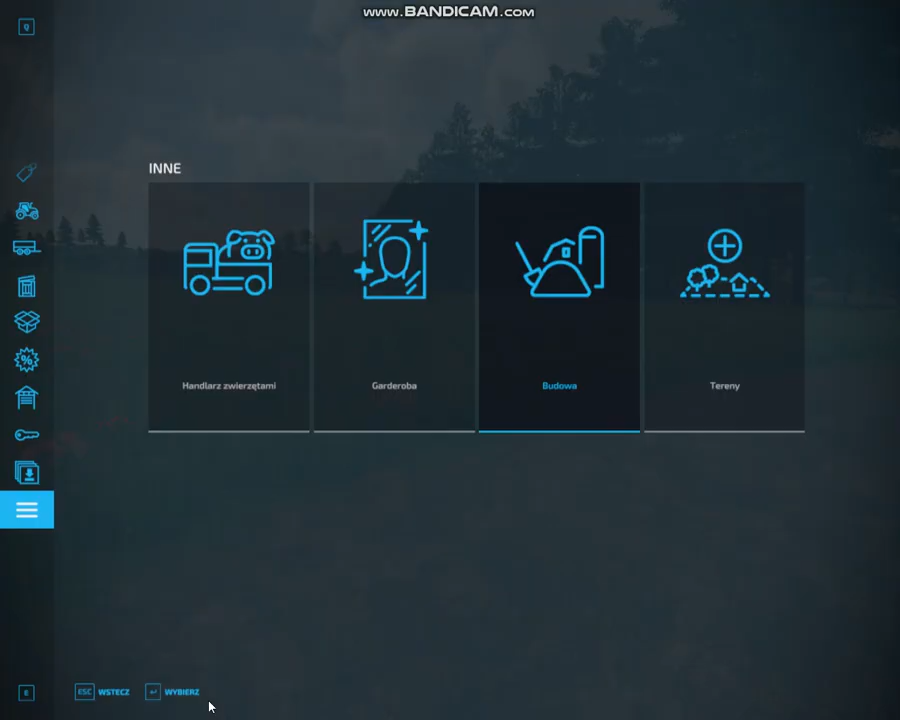 www.BANDICAM.com
Q
INNE
Handlarz zwierzętami
Garderoba
Budowa
Tereny
E
ESC WSTECZ
WYBIERZ